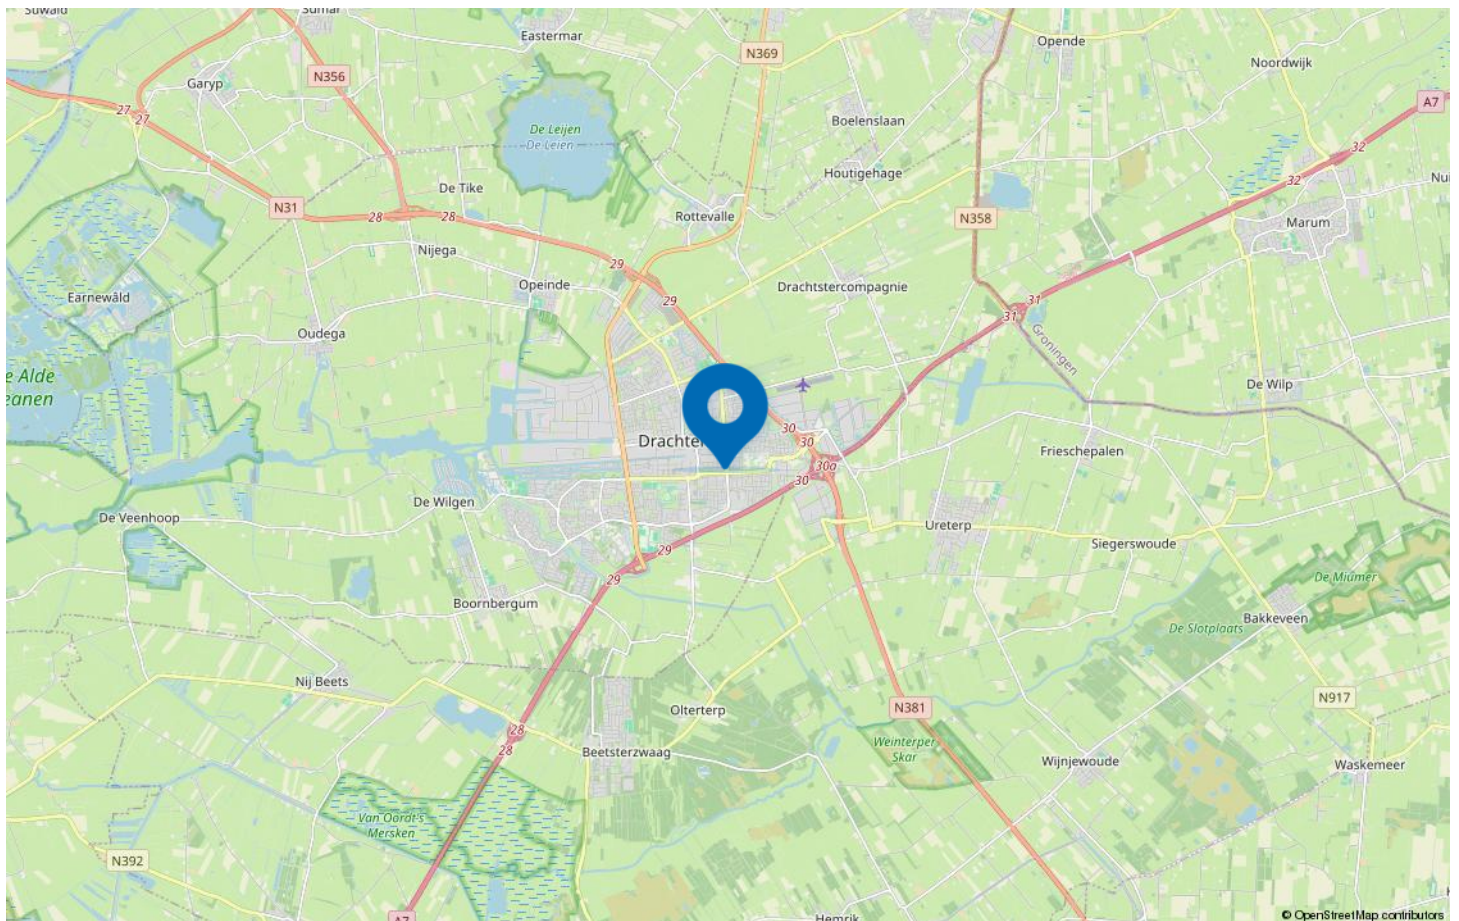 Suwâld
Sumar
Eastermar
N369
Opende
Noordwijk
Garyp
N356
A7
27
27
De Leijen
De Leien
Boelenslaan
32
Houtigehage
32
De Tike
N31
28
28
Rottevalle
N358
Marum
Nijega
29
Opeinde
29
Drachtstercompagnie
Earnewâld
31
31
Oudega
Groningen
e Alde
eanen
De Wilp
30
Drachte
30
30a
30
Frieschepalen
De Wilgen
De Veenhoop
Ureterp
Siegerswoude
29
29
De Mûmer
Boornbergum
Bakkeveen
De Slotplaats
Nij Beets
N917
Olterterp
N381
28
28
Beetsterzwaag
Weinterper
Skar
Wijnjewoude
Waskemeer
Van Oordt's
Mersken
N392
A7
Hemrik
© OpenStreetMap contributors